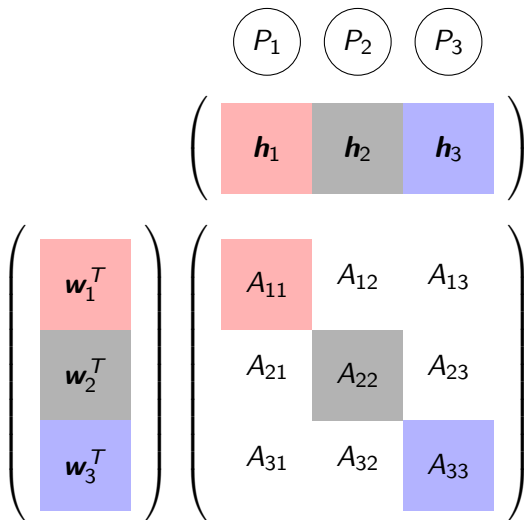 P₁ P₂ P₃
( h₁ h₂ h₃ )
w₁ᵀ A₁₁ A₁₂ A₁₃
w₂ᵀ A₂₁ A₂₂ A₂₃
w₃ᵀ A₃₁ A₃₂ A₃₃